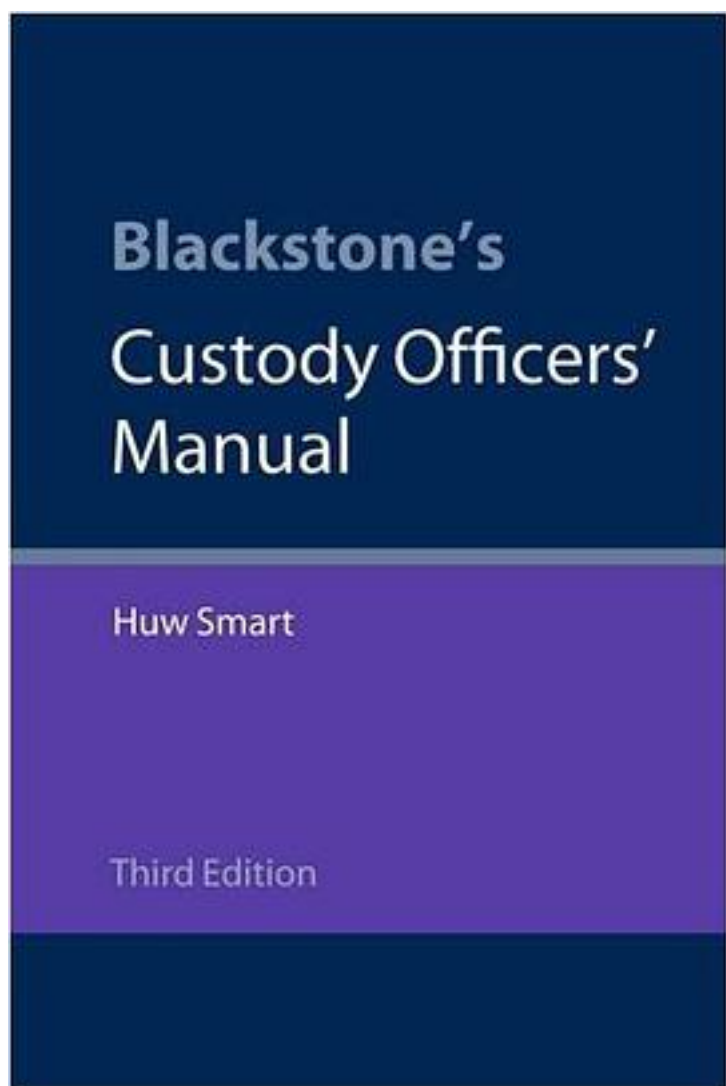 Blackstone's
Custody Officers'
Manual
Huw Smart
Third Edition